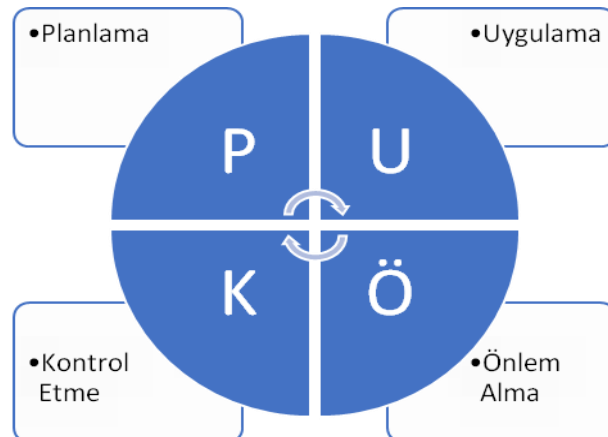 •Planlama
•Uygulama
P
U
K
Ö
•Kontrol
Etme
•Önlem
Alma